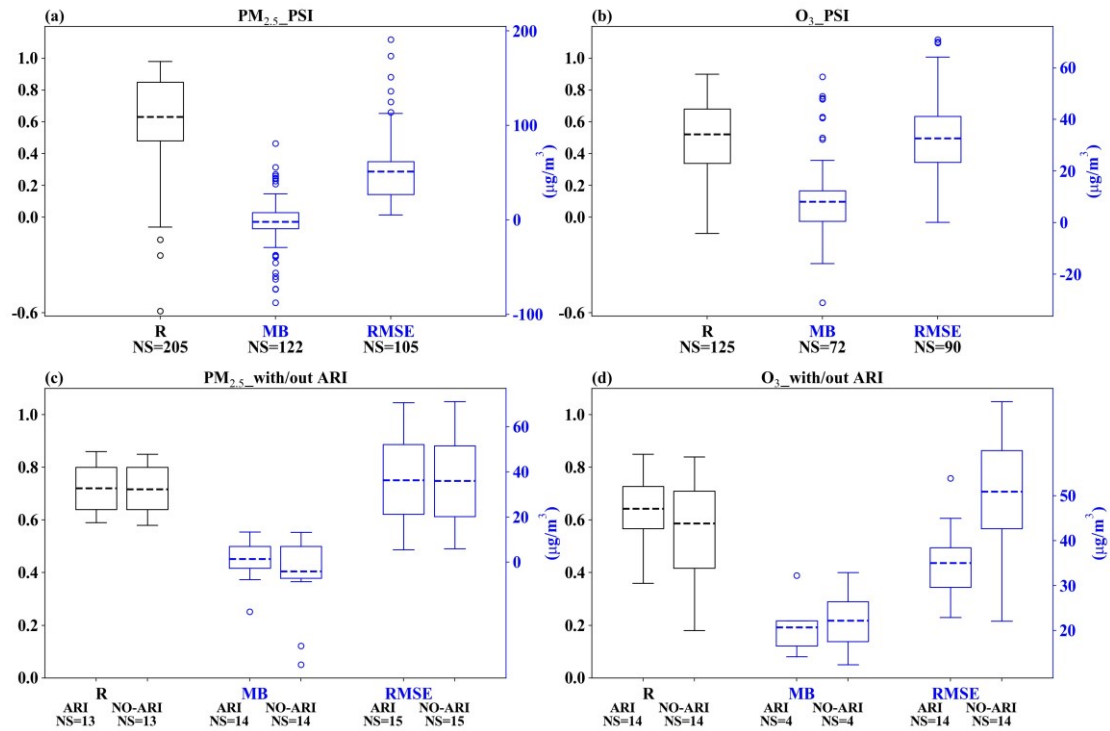 (a) PM₂.₅_PSI
1.0
0.8
0.6
0.4
0.2
0.0
-0.6
200
100
0
-100
(μg/m³)
R MB RMSE
NS=205 NS=122 NS=105
(b) O₃_PSI
1.0
0.8
0.6
0.4
0.2
0.0
-0.6
60
40
20
0
-20
(μg/m³)
R MB RMSE
NS=125 NS=72 NS=90
(c) PM₂.₅_with/out ARI
1.0
0.8
0.6
0.4
0.2
0.0
60
40
20
0
(μg/m³)
R MB RMSE
ARI NO-ARI ARI NO-ARI ARI NO-ARI
NS=13 NS=13 NS=14 NS=14 NS=15 NS=15
(d) O₃_with/out ARI
1.0
0.8
0.6
0.4
0.2
0.0
50
40
30
20
(μg/m³)
R MB RMSE
ARI NO-ARI ARI NO-ARI ARI NO-ARI
NS=14 NS=14 NS=4 NS=4 NS=14 NS=14